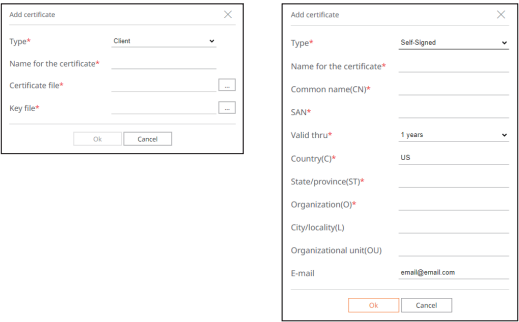 Add certificate
Type* Client
Name for the certificate*
Certificate file* ...
Key file* ...
Ok Cancel
Add certificate
Type* Self-Signed
Name for the certificate*
Common name(CN)*
SAN*
Valid thru* 1 years
Country(C)* US
State/province(ST)*
Organization(O)*
City/locality(L)
Organizational unit(OU)
E-mail email@email.com
Ok Cancel